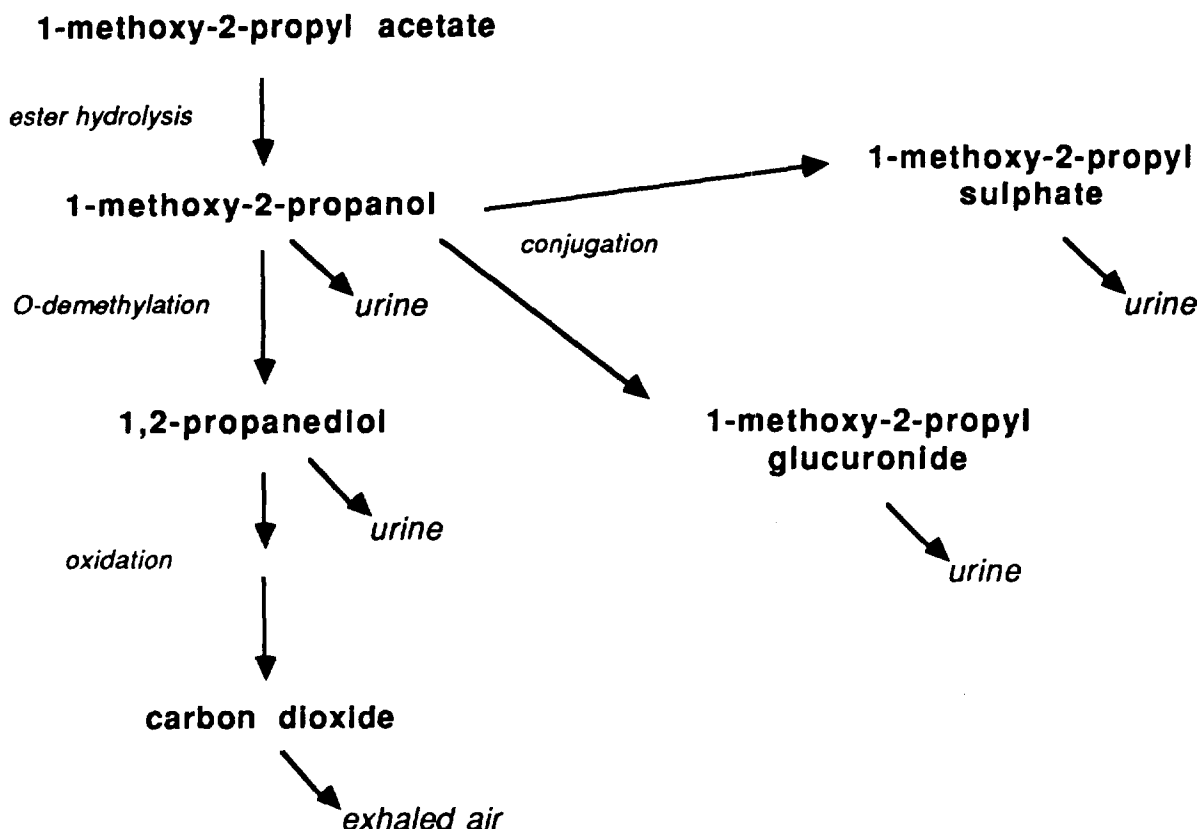 1-methoxy-2-propyl acetate
ester hydrolysis
1-methoxy-2-propanol
1-methoxy-2-propyl
sulphate
conjugation
urine
urine
O-demethylation
1,2-propanediol
1-methoxy-2-propyl
glucuronide
urine
urine
oxidation
carbon dioxide
exhaled air